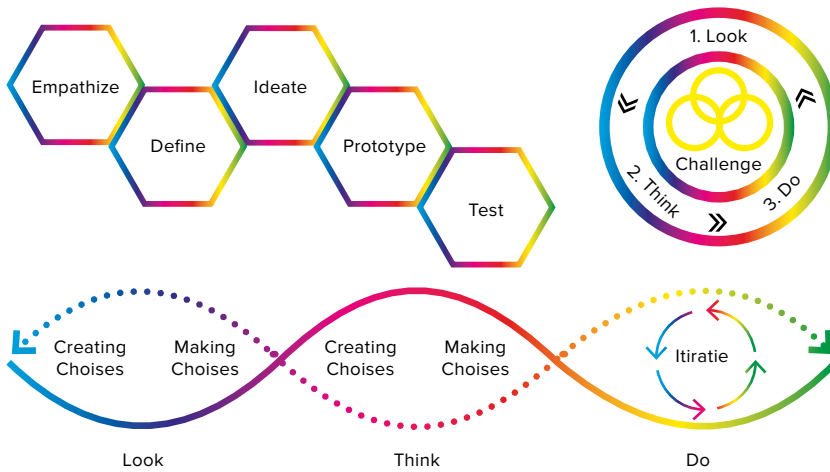 Empathize
Define
Ideate
Prototype
Test
1. Look
Challenge
2. Think
3. Do
Creating
Choises
Making
Choises
Creating
Choises
Making
Choises
Itiratie
Look
Think
Do